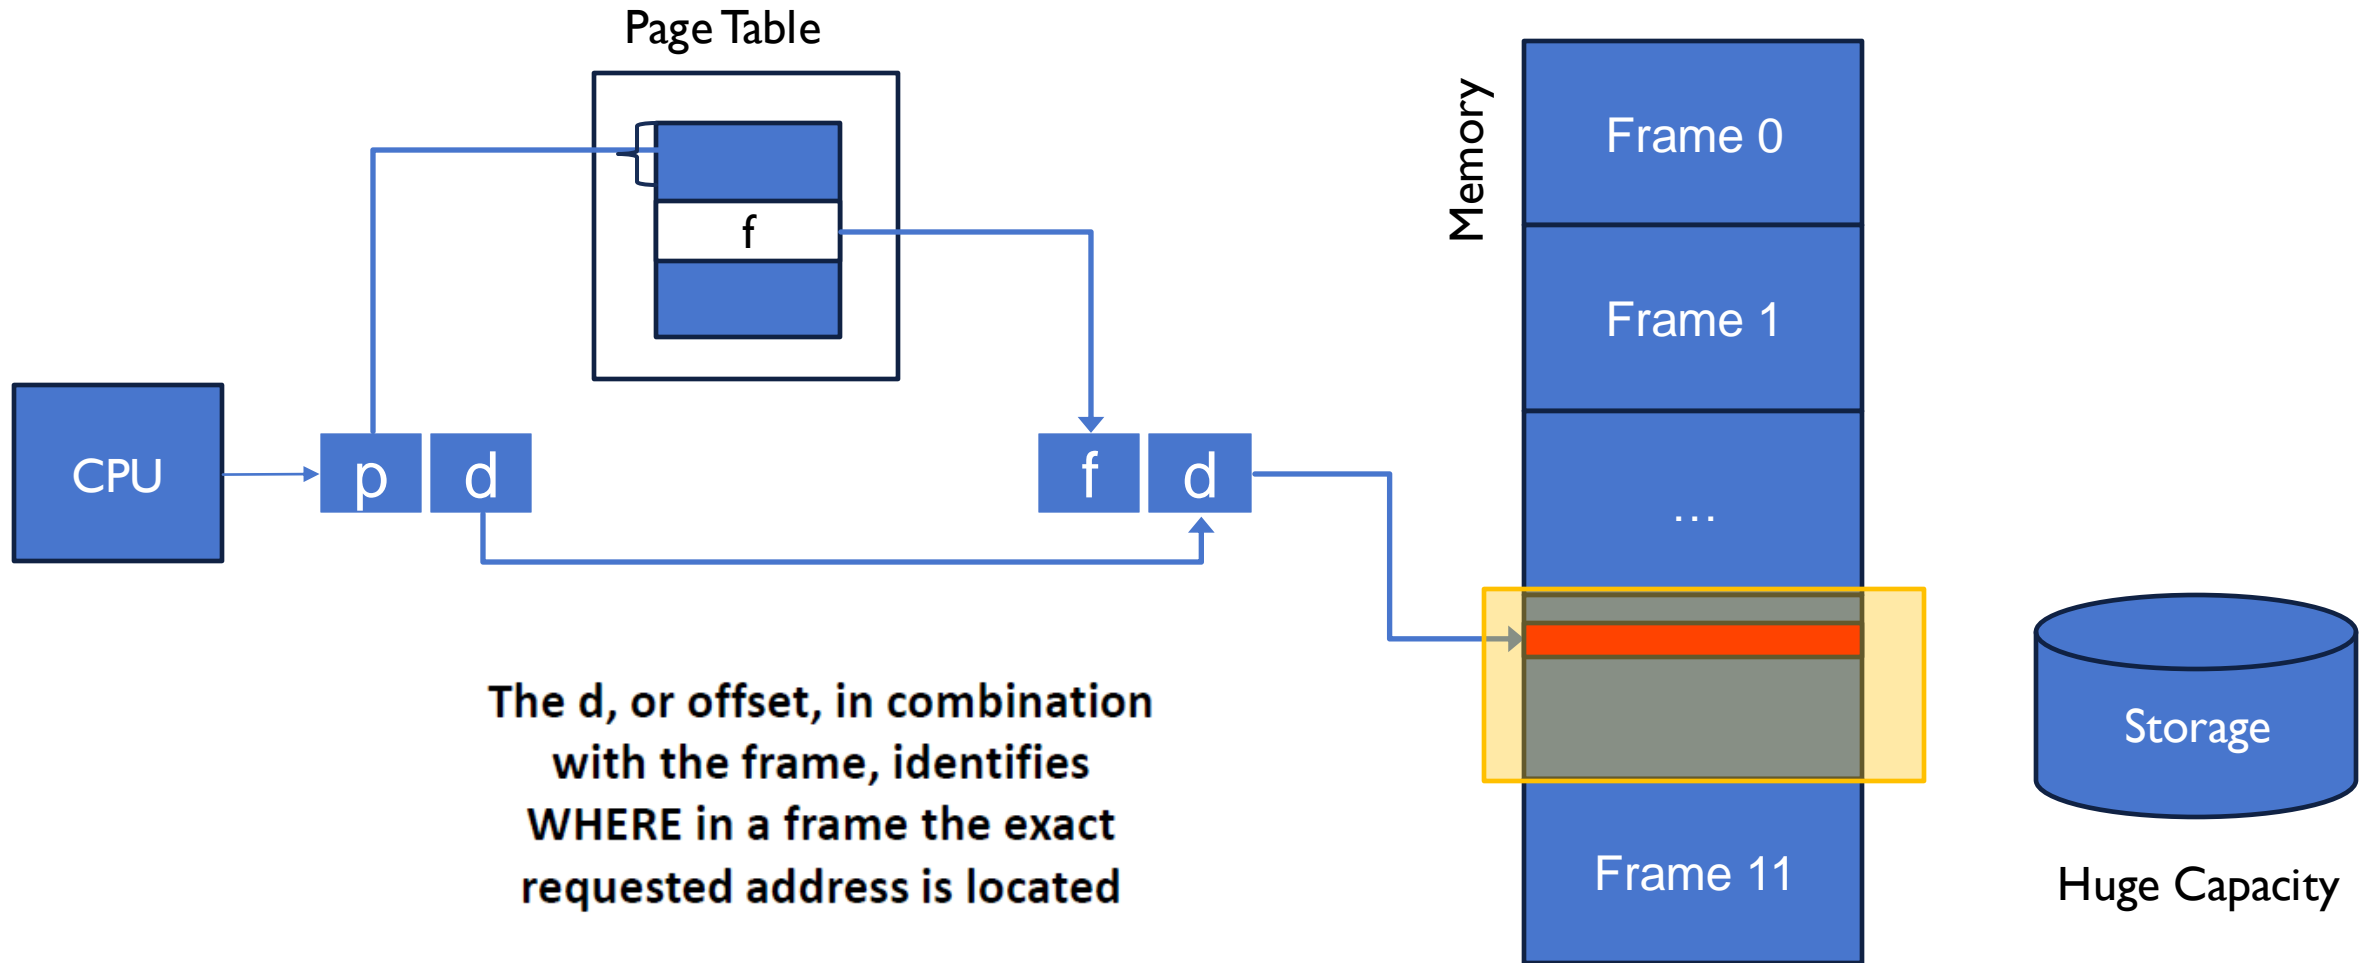 Page Table
f
CPU
p
d
f
d
Memory
Frame 0
Frame 1
...
Frame 11
The d, or offset, in combination
with the frame, identifies
WHERE in a frame the exact
requested address is located
Storage
Huge Capacity